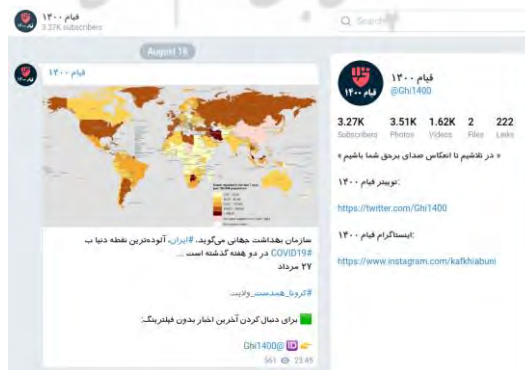 قیام ۱۴۰۰
3.27K subscribers
Search
August 18
قیام ۱۴۰۰
سازمان بهداشت جهانی می‌گوید، #ایران، آلوده‌ترین نقطه دنیا ب
#COVID19 در دو هفته گذشته است ...
۲۷ مرداد
#کرونا_همدست_ولایت
برای دنبال کردن آخرین اخبار بدون فیلترینگ:
Ghi1400@ 🆔 👉
561 23:45
قیام ۱۴۰۰
@Ghi1400
3.27K 3.51K 1.62K 2 222
Subscribers Photos Videos Files Links
« در تلاشیم تا انعکاس صدای برحق شما باشیم »
توییتر قیام ۱۴۰۰:
https://twitter.com/Ghi1400
اینستاگرام قیام ۱۴۰۰:
https://www.instagram.com/kafkhiabuni